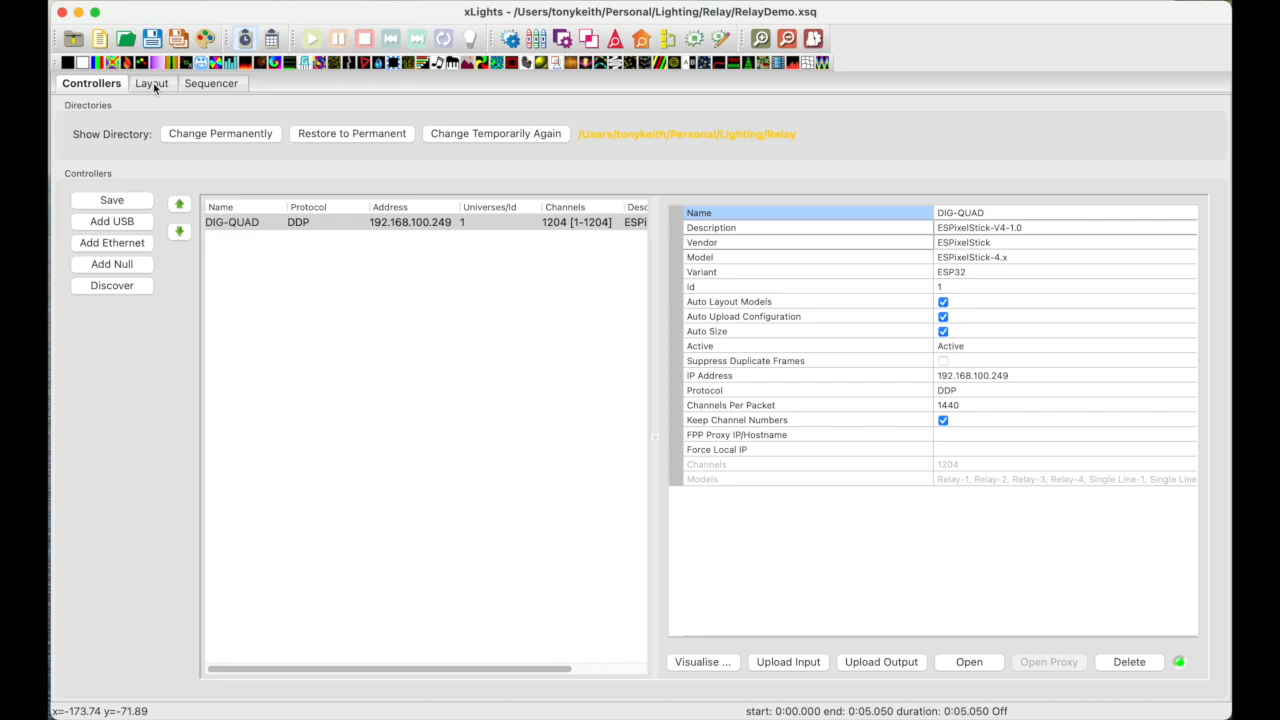 xLights - /Users/tonykeith/Personal/Lighting/Relay/RelayDemo.xsq
Controllers Layout Sequencer
Directories
Show Directory: Change Permanently Restore to Permanent Change Temporarily Again /Users/tonykeith/Personal/Lighting/Relay
Controllers
Save
Add USB
Add Ethernet
Add Null
Discover
Name Protocol Address Universes/Id Channels Desc
DIG-QUAD DDP 192.168.100.249 1 1204 [1-1204] ESPi
Name DIG-QUAD
Description ESPixelStick-V4-1.0
Vendor ESPixelStick
Model ESPixelStick-4.x
Variant ESP32
Id 1
Auto Layout Models
Auto Upload Configuration
Auto Size
Active Active
Suppress Duplicate Frames
IP Address 192.168.100.249
Protocol DDP
Channels Per Packet 1440
Keep Channel Numbers
FPP Proxy IP/Hostname
Force Local IP
Channels 1204
Models Relay-1, Relay-2, Relay-3, Relay-4, Single Line-1, Single Line
Visualise ... Upload Input Upload Output Open Open Proxy Delete
x=-173.74 y=-71.89 start: 0:00.000 end: 0:05.050 duration: 0:05.050 Off